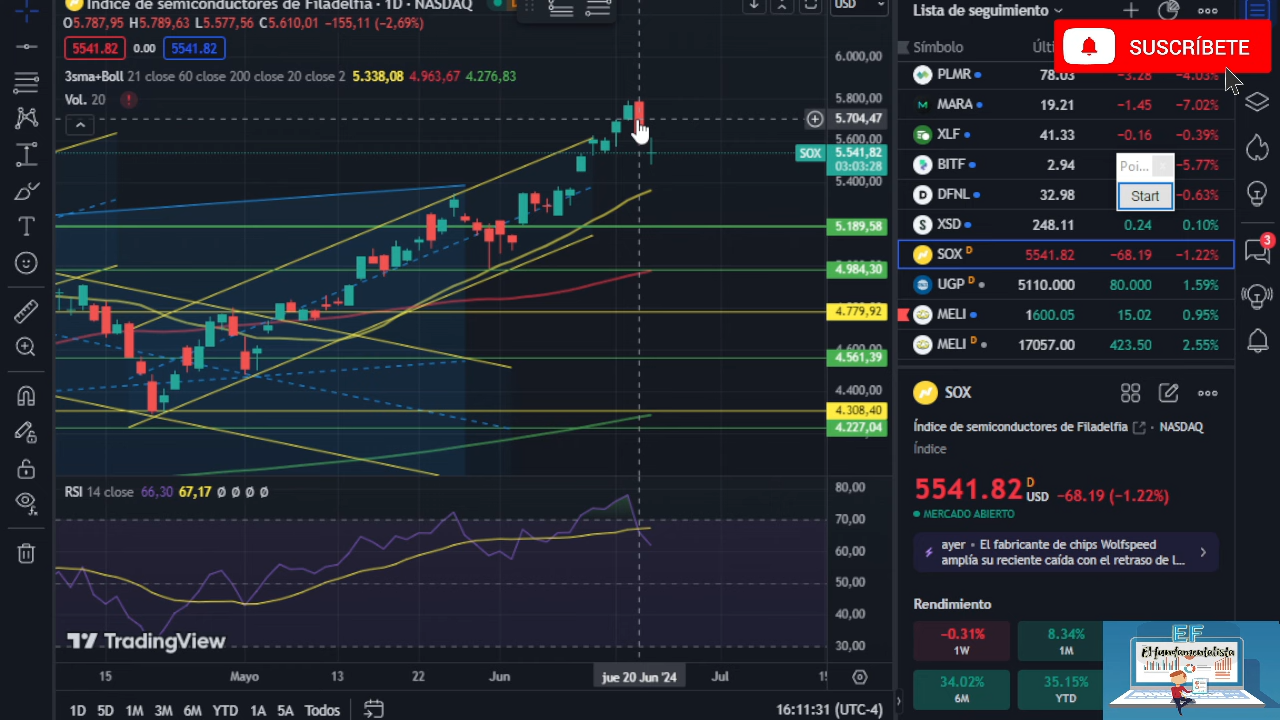 Índice de semiconductores de Filadelfia · 1D · NASDAQ
O5.787,95 H5.789,63 L5.577,56 C5.610,01 −155,11 (−2,69%)
5541.82 0.00 5541.82
3sma+Boll 21 close 60 close 200 close 20 close 2 5.338,08 4.963,67 4.276,83
Vol. 20
USD
6.000,00
5.800,00
5.704,47
5.600,00
SOX 5.541,82
03:03:28
5.400,00
5.189,58
4.984,30
4.779,92
4.600,00
4.561,39
4.400,00
4.308,40
4.227,04
RSI 14 close 66,30 67,17 Ø Ø Ø Ø
80,00
70,00
60,00
50,00
40,00
30,00
TradingView
15 Mayo 13 22 Jun jue 20 Jun '24 Jul
1D 5D 1M 3M 6M YTD 1A 5A Todos
16:11:31 (UTC-4)
Lista de seguimiento
SUSCRÍBETE
Símbolo
PLMR 78.03 −3.28 −4.03%
MARA 19.21 −1.45 −7.02%
XLF 41.33 −0.16 −0.39%
BITF 2.94 −5.77%
Poi...
DFNL 32.98 −0.63%
Start
XSD 248.11 0.24 0.10%
SOX D 5541.82 −68.19 −1.22%
UGP D 5110.000 80.000 1.59%
MELI 1600.05 15.02 0.95%
MELI D 17057.00 423.50 2.55%
3
SOX
Índice de semiconductores de Filadelfia · NASDAQ
Índice
5541.82 D USD −68.19 (−1.22%)
MERCADO ABIERTO
ayer · El fabricante de chips Wolfspeed
amplía su reciente caída con el retraso de l...
Rendimiento
−0.31% 8.34%
1W 1M
34.02% 35.15%
6M YTD
EF
El fundamentalista